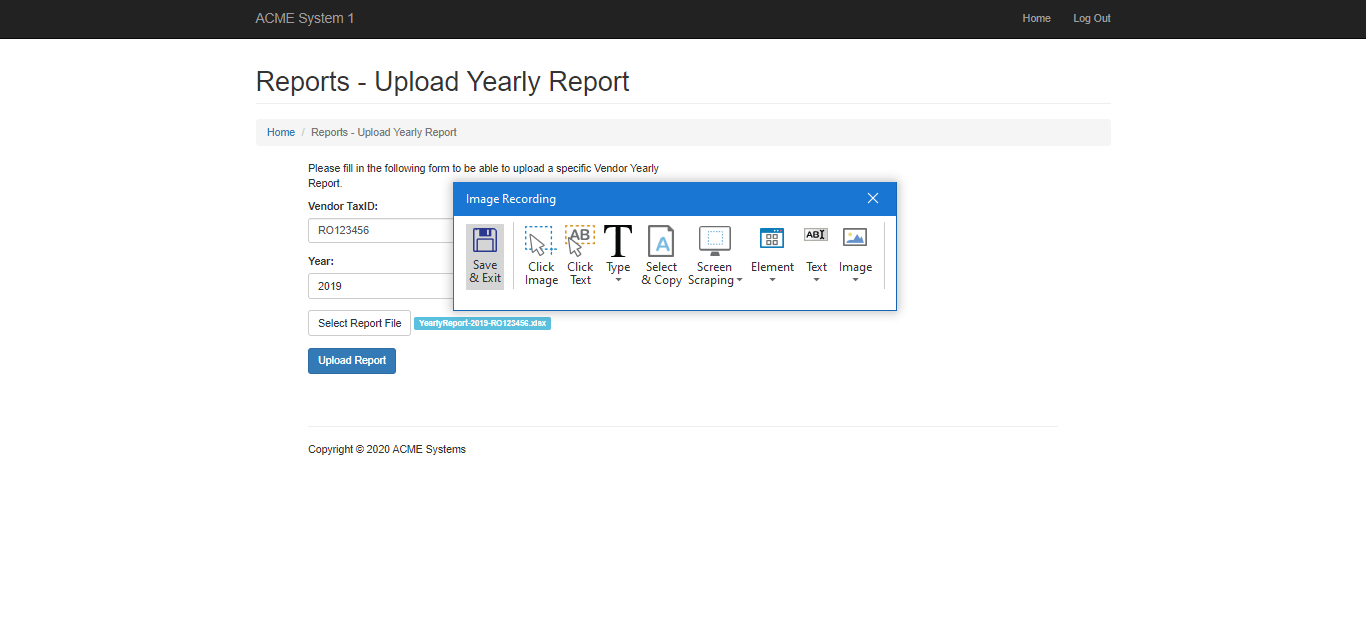 ACME System 1 Home Log Out
Reports - Upload Yearly Report
Home / Reports - Upload Yearly Report
Please fill in the following form to be able to upload a specific Vendor Yearly
Report.
Image Recording
Vendor TaxID:
RO123456
Year:
2019
Save
& Exit
Click
Image
AB
Click
Text
T
Type
A
Select
& Copy
Screen
Scraping
Element
AB
Text
Image
Select Report File YearlyReport-2019-RO123456.xlsx
Upload Report
Copyright © 2020 ACME Systems